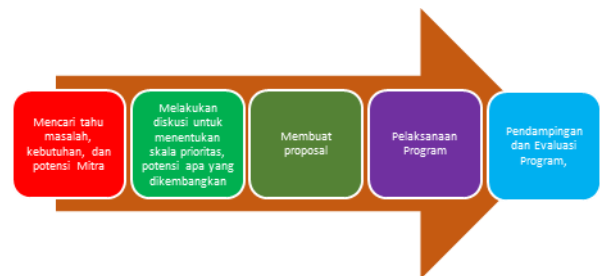 Mencari tahu
masalah,
kebutuhan, dan
potensi Mitra
Melakukan
diskusi untuk
menentukan
skala prioritas,
potensi apa yang
dikembangkan
Membuat
proposal
Pelaksanaan
Program
Pendampingan
dan Evaluasi
Program,